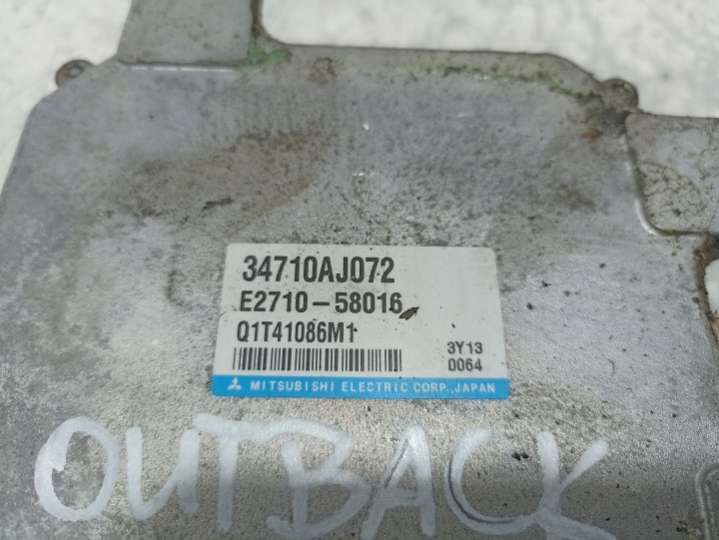 34710AJ072
E2710-58016
Q1T41086M1
3Y13
0064
MITSUBISHI ELECTRIC CORP., JAPAN
OUTBACK